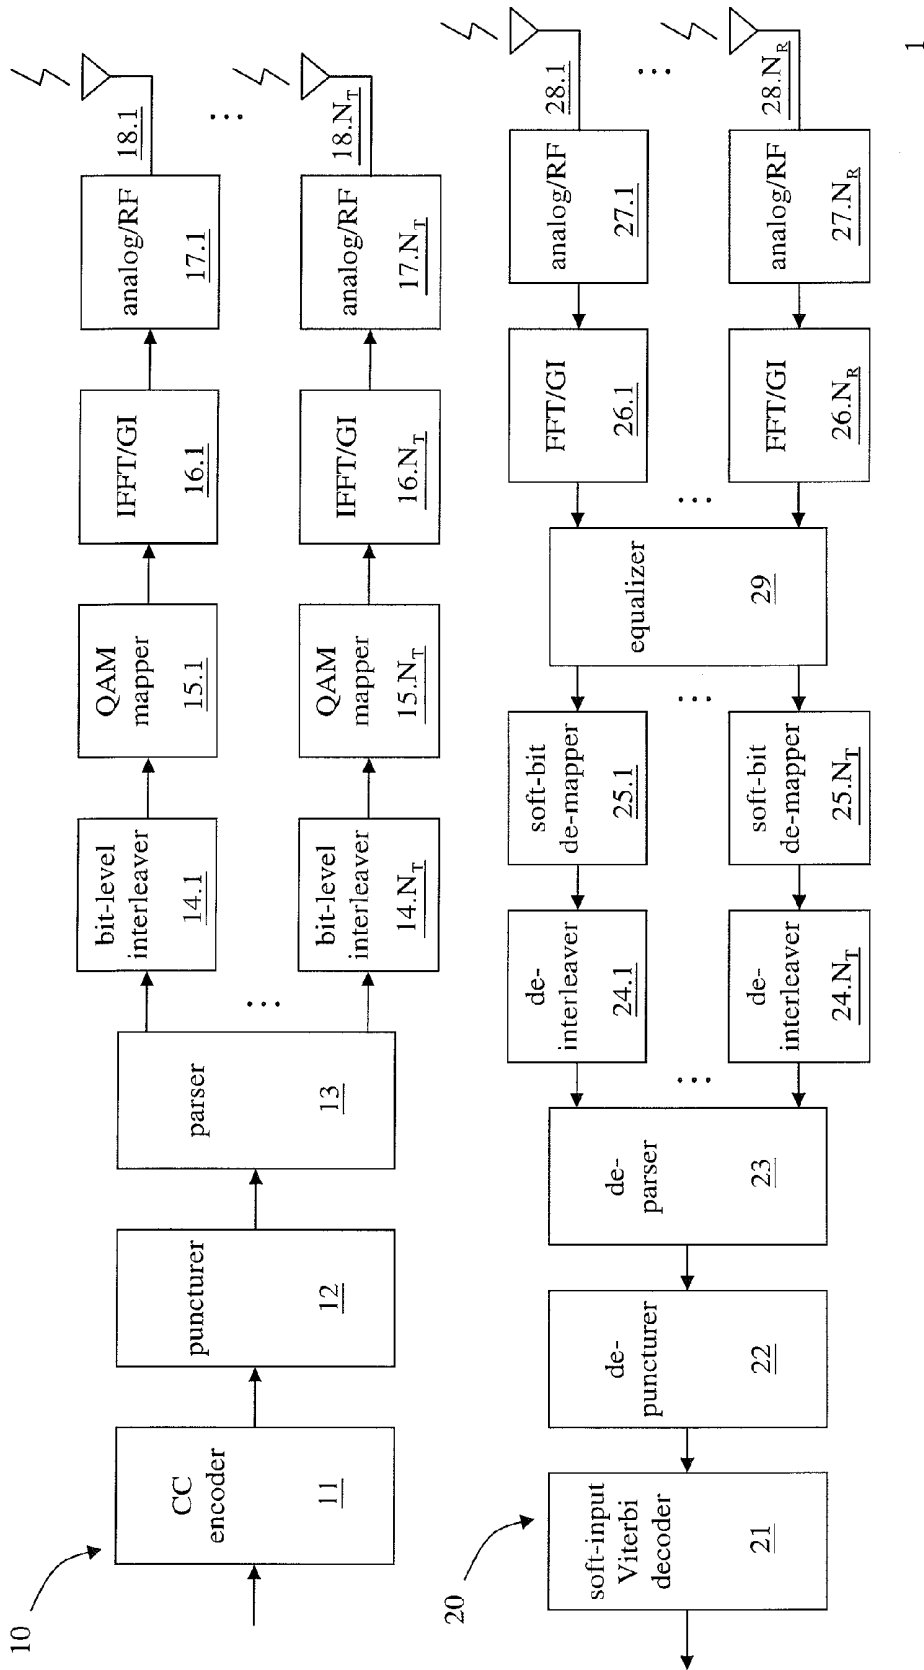 10
CC
encoder
11
puncturer
12
parser
13
bit-level
interleaver
14.1
QAM
mapper
15.1
IFFT/GI
16.1
analog/RF
17.1
18.1
...
...
bit-level
interleaver
14.N_T
QAM
mapper
15.N_T
IFFT/GI
16.N_T
analog/RF
17.N_T
18.N_T
20
soft-input
Viterbi
decoder
21
de-
puncturer
22
de-
parser
23
de-
interleaver
24.1
soft-bit
de-mapper
25.1
equalizer
29
FFT/GI
26.1
analog/RF
27.1
28.1
...
...
...
...
de-
interleaver
24.N_T
soft-bit
de-mapper
25.N_T
FFT/GI
26.N_R
analog/RF
27.N_R
28.N_R
1